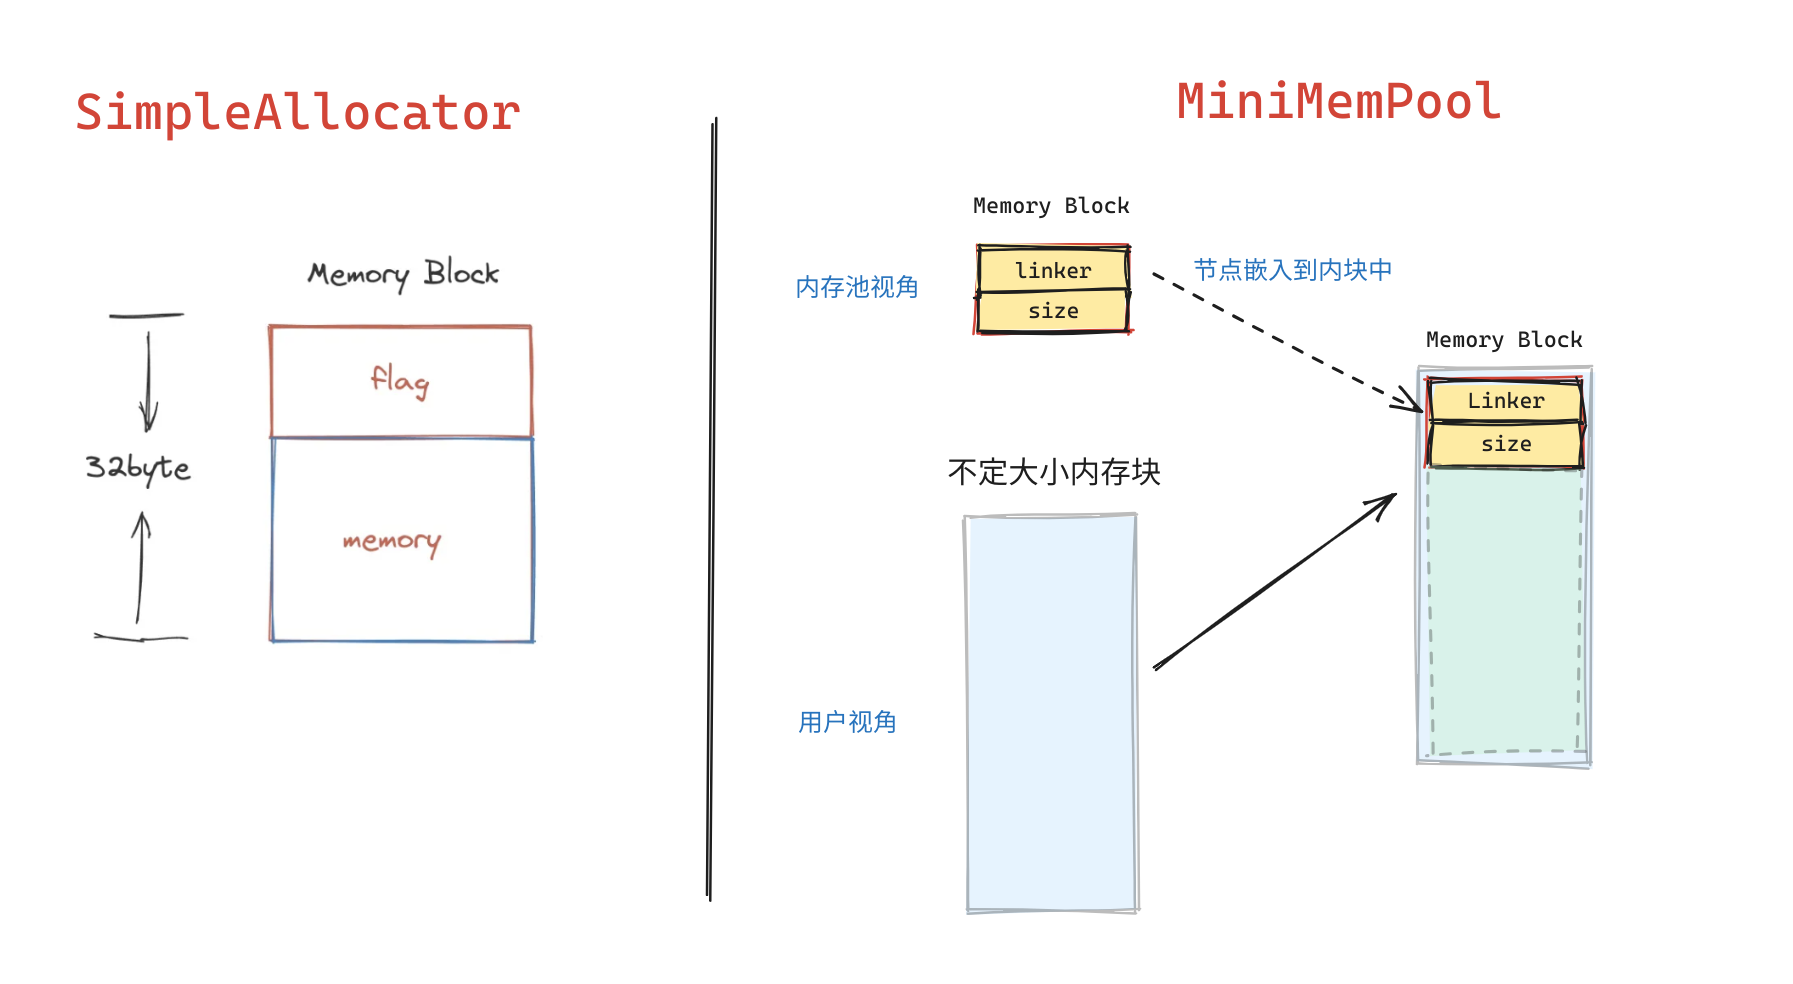 SimpleAllocator
Memory Block
flag
32byte
memory
MiniMemPool
Memory Block
内存池视角
linker
size
节点嵌入到内块中
Memory Block
Linker
size
不定大小内存块
用户视角